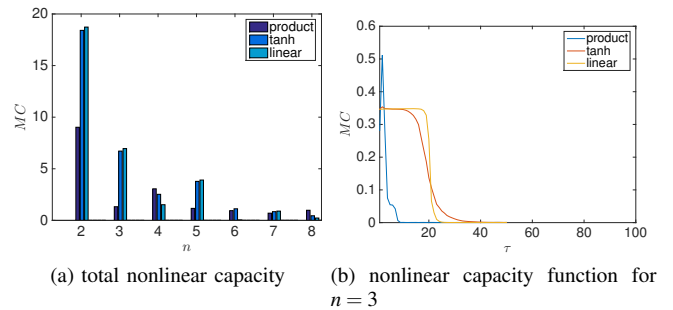 20
15
10
5
0
MC
2 3 4 5 6 7 8
n
product
tanh
linear
(a) total nonlinear capacity
0.6
0.5
0.4
0.3
0.2
0.1
0
MC
0 20 40 60 80 100
τ
product
tanh
linear
(b) nonlinear capacity function for
n = 3